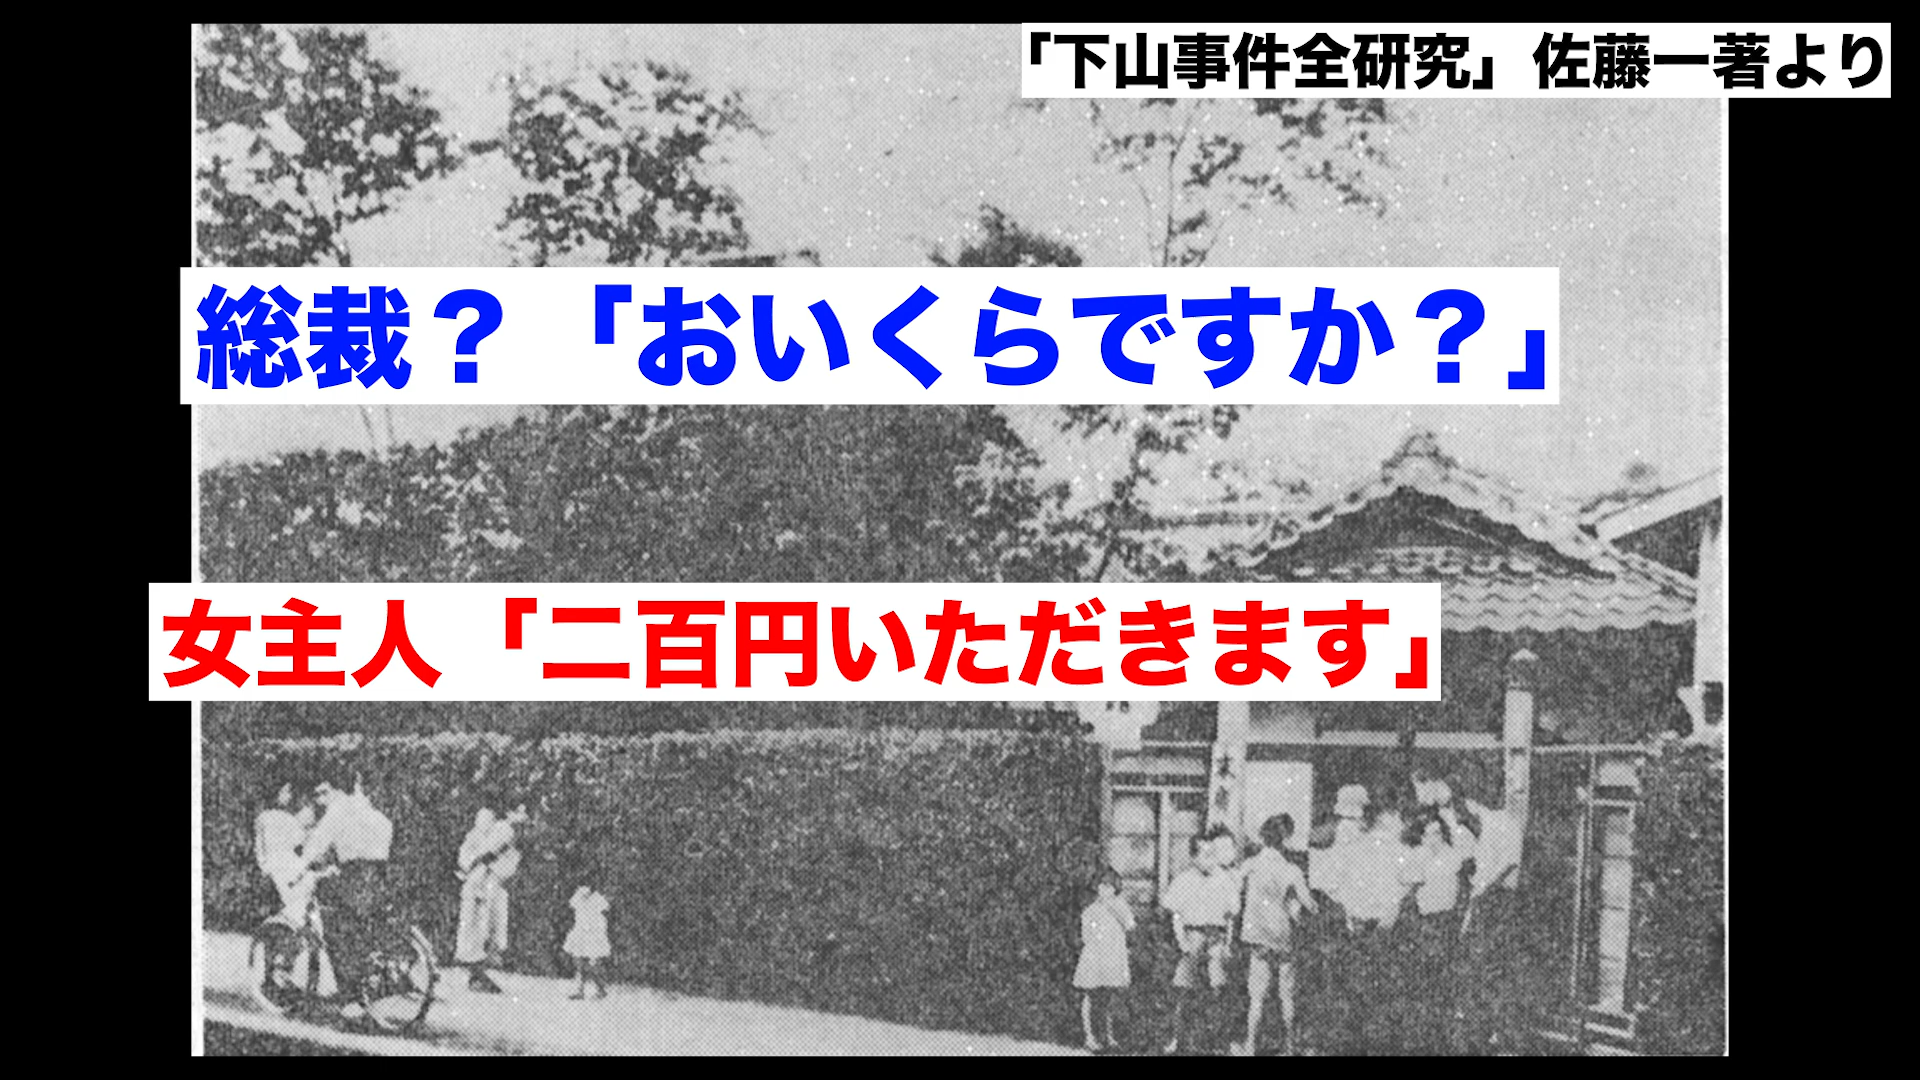 「下山事件全研究」佐藤一著より
総裁？「おいくらですか？」
女主人「二百円いただきます」